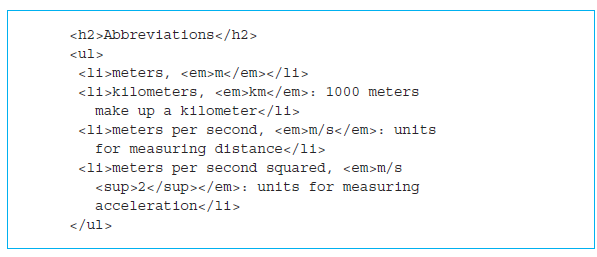 <h2>Abbreviations</h2>
<ul>
<li>meters, <em>m</em></li>
<li>kilometers, <em>km</em>: 1000 meters
make up a kilometer</li>
<li>meters per second, <em>m/s</em>: units
for measuring distance</li>
<li>meters per second squared, <em>m/s
<sup>2</sup></em>: units for measuring
acceleration</li>
</ul>